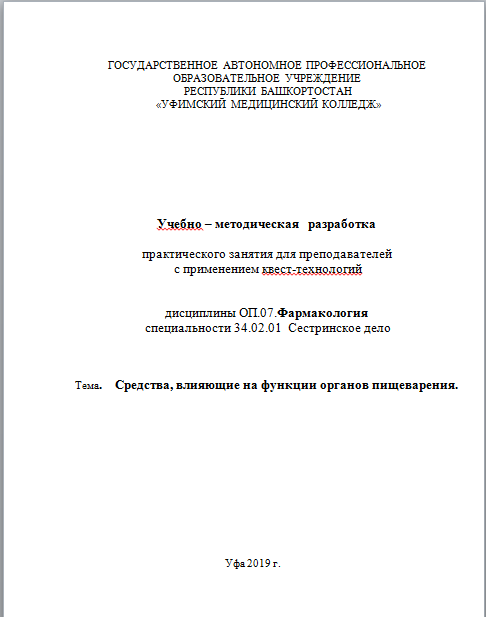 ГОСУДАРСТВЕННОЕ АВТОНОМНОЕ ПРОФЕССИОНАЛЬНОЕ
ОБРАЗОВАТЕЛЬНОЕ УЧРЕЖДЕНИЕ
РЕСПУБЛИКИ БАШКОРТОСТАН
«УФИМСКИЙ МЕДИЦИНСКИЙ КОЛЛЕДЖ»
Учебно – методическая разработка
практического занятия для преподавателей
с применением квест-технологий
дисциплины ОП.07.Фармакология
специальности 34.02.01 Сестринское дело
Тема. Средства, влияющие на функции органов пищеварения.
Уфа 2019 г.